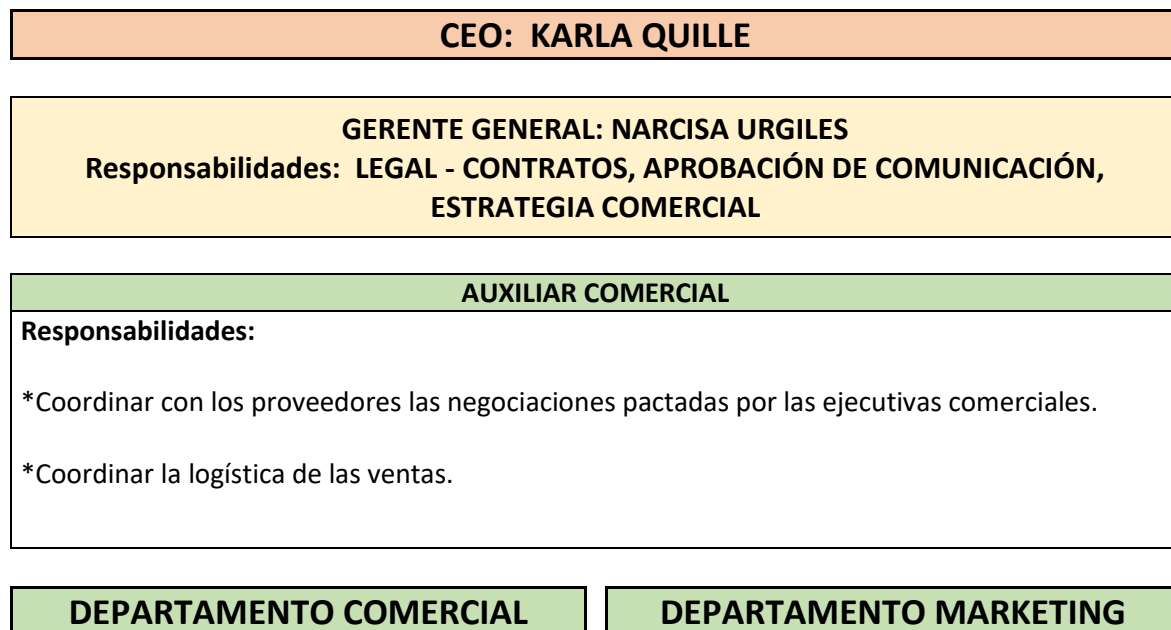 CEO: KARLA QUILLE
GERENTE GENERAL: NARCISA URGILES
Responsabilidades: LEGAL - CONTRATOS, APROBACIÓN DE COMUNICACIÓN,
ESTRATEGIA COMERCIAL
AUXILIAR COMERCIAL
Responsabilidades:
*Coordinar con los proveedores las negociaciones pactadas por las ejecutivas comerciales.
*Coordinar la logística de las ventas.
DEPARTAMENTO COMERCIAL
DEPARTAMENTO MARKETING